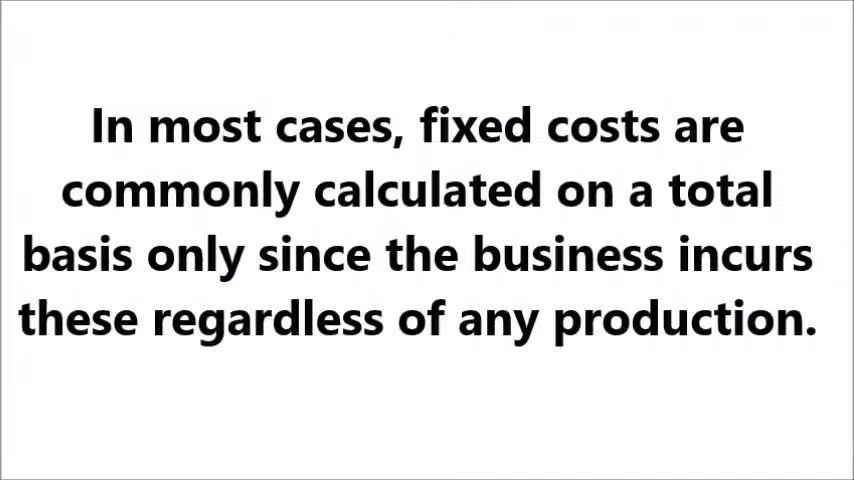 In most cases, fixed costs are
commonly calculated on a total
basis only since the business incurs
these regardless of any production.